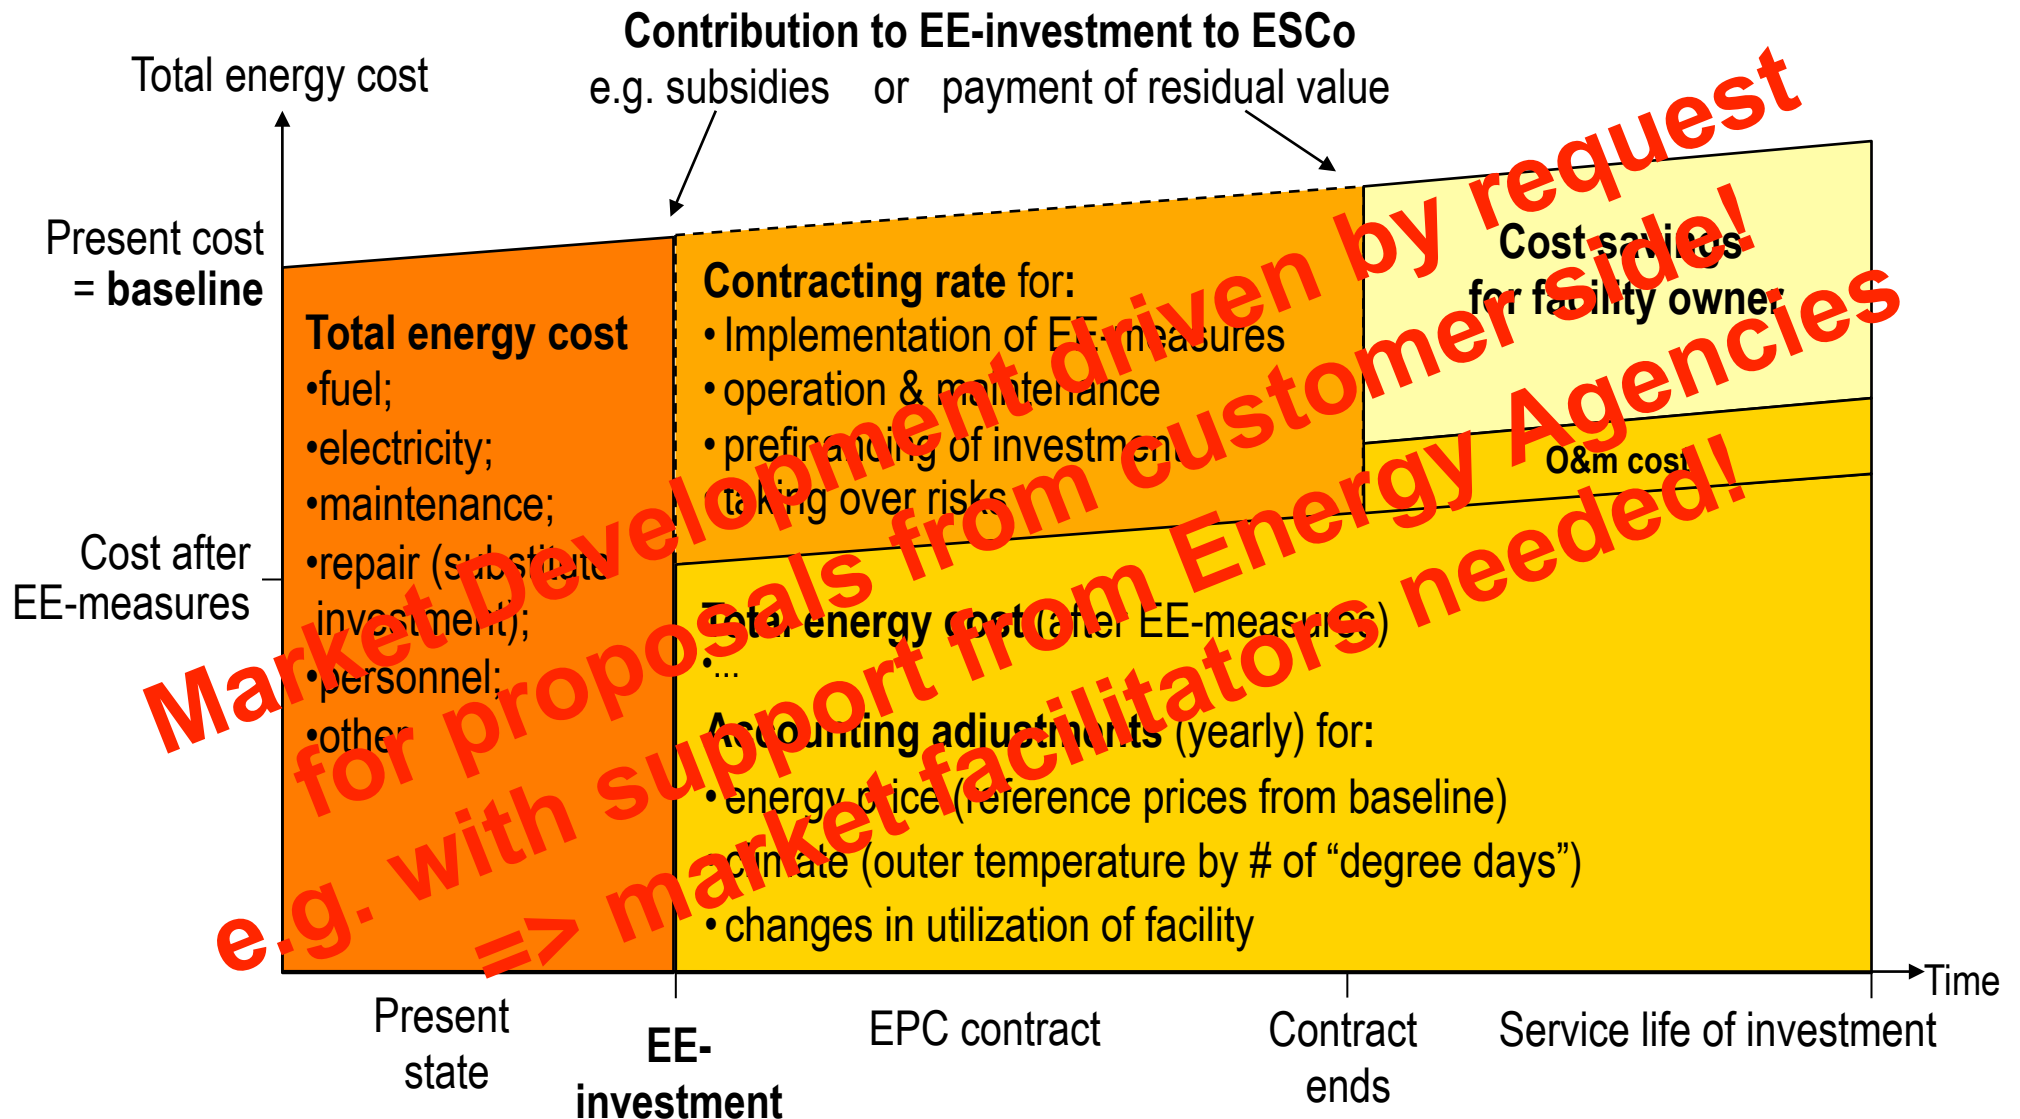 Contribution to EE-investment to ESCo
e.g. subsidies or payment of residual value
Total energy cost
Present cost
= baseline
Cost after
EE-measures
Total energy cost
•fuel;
•electricity;
•maintenance;
•repair (substitute
investment);
•personnel;
•other
Contracting rate for:
• Implementation of EE-measures
• operation & maintenance
• prefinancing of investment
• taking over risks
Cost savings
for facility owner
O&m cost
Total energy cost (after EE-measures)
•...
Accounting adjustments (yearly) for:
• energy price (reference prices from baseline)
• climate (outer temperature by # of “degree days”)
• changes in utilization of facility
Market Development driven by request
for proposals from customer side!
e.g. with support from Energy Agencies
=> market facilitators needed!
Time
Present
state
EE-
investment
EPC contract
Contract
ends
Service life of investment